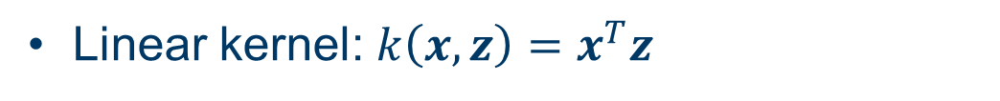 • Linear kernel: k(x, z) = xᵀz